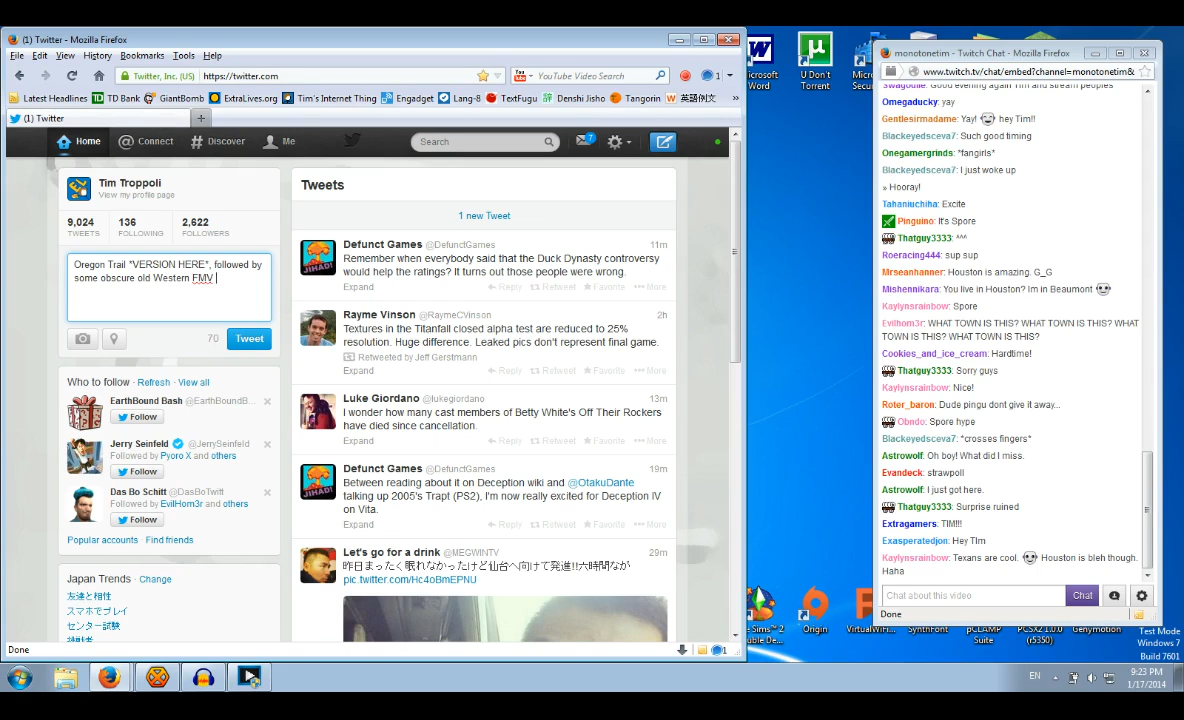 (1) Twitter - Mozilla Firefox
File Edit View History Bookmarks Tools Help
Twitter, Inc. (US) https://twitter.com YouTube Video Search 1
Latest Headlines TD Bank GiantBomb ExtraLives.org Tim's Internet Thing Engadget Lang-8 TextFugu Denshi Jisho Tangorin 英語例文 »
(1) Twitter
Home Connect Discover Me Search 7
Tim Troppoli
View my profile page
9,024 136 2,622
TWEETS FOLLOWING FOLLOWERS
Oregon Trail *VERSION HERE*, followed by
some obscure old Western FMV
70 Tweet
Who to follow · Refresh · View all
EarthBound Bash @EarthBoundB...
Follow
Jerry Seinfeld @JerrySeinfeld
Followed by Pyoro X and others
Follow
Das Bo Schitt @DasBoTwitt
Followed by EvilHom3r and others
Follow
Popular accounts · Find friends
Japan Trends · Change
友達と相性
スマホでプレイ
センター試験
Tweets
1 new Tweet
Defunct Games @DefunctGames 11m
Remember when everybody said that the Duck Dynasty controversy
would help the ratings? It turns out those people were wrong.
Expand Reply Retweet Favorite More
Rayme Vinson @RaymeCVinson 2h
Textures in the Titanfall closed alpha test are reduced to 25%
resolution. Huge difference. Leaked pics don't represent final game.
Retweeted by Jeff Gerstmann
Expand Reply Retweet Favorite More
Luke Giordano @lukegiordano 13m
I wonder how many cast members of Betty White's Off Their Rockers
have died since cancellation.
Expand Reply Retweet Favorite More
Defunct Games @DefunctGames 19m
Between reading about it on Deception wiki and @OtakuDante
talking up 2005's Trapt (PS2), I'm now really excited for Deception IV
on Vita.
Expand Reply Retweet Favorite More
Let's go for a drink @MEGWINTV 29m
昨日まったく眠れなかったけど仙台へ向けて発進!!六時間なが
pic.twitter.com/Hc4oBmEPNU
Done 1
Microsoft
Word
U Don't
Torrent
monotonetim - Twitch Chat - Mozilla Firefox
www.twitch.tv/chat/embed?channel=monotonetim&
Swagodile: Good evening again Tim and stream peoples
Omegaducky: yay
Gentlesirmadame: Yay! hey Tim!!
Blackeyedsceva7: Such good timing
Onegamergrinds: *fangirls*
Blackeyedsceva7: I just woke up
» Hooray!
Tahaniuchiha: Excite
Pinguino: It's Spore
Thatguy3333: ^^^
Roeracing444: sup sup
Mrseanhanner: Houston is amazing. G_G
Mishennikara: You live in Houston? Im in Beaumont
Kaylynsrainbow: Spore
Evilhom3r: WHAT TOWN IS THIS? WHAT TOWN IS THIS? WHAT
TOWN IS THIS? WHAT TOWN IS THIS?
Cookies_and_ice_cream: Hardtime!
Thatguy3333: Sorry guys
Kaylynsrainbow: Nice!
Roter_baron: Dude pingu dont give it away...
Obndo: Spore hype
Blackeyedsceva7: *crosses fingers*
Astrowolf: Oh boy! What did I miss.
Evandeck: strawpoll
Astrowolf: I just got here.
Thatguy3333: Surprise ruined
Extragamers: TIM!!!
Exasperatedjon: Hey TIm
Kaylynsrainbow: Texans are cool. Houston is bleh though.
Haha
Chat about this video Chat
Done
Origin
SynthFont
pCLAMP
Suite
PCSX2 1.0.0
(r5350)
Genymotion
Test Mode
Windows 7
Build 7601
EN 9:23 PM
1/17/2014